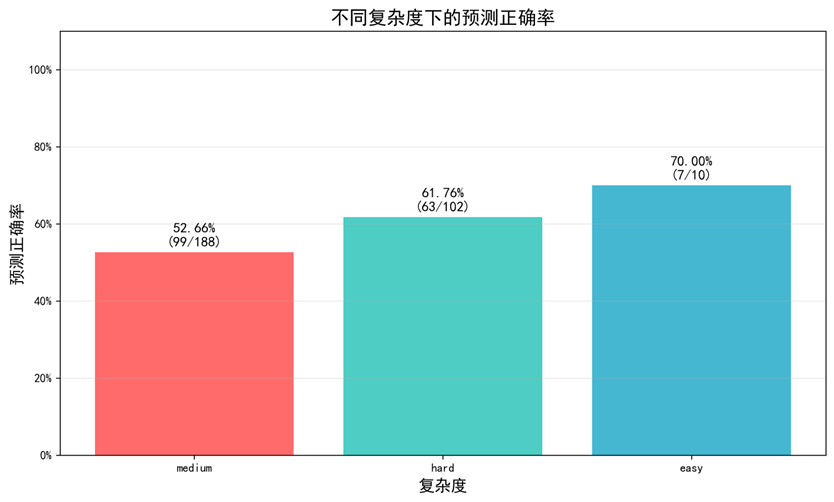 不同复杂度下的预测正确率
预测正确率
100%
80%
60%
40%
20%
0%
52.66%
(99/188)
61.76%
(63/102)
70.00%
(7/10)
medium
hard
easy
复杂度